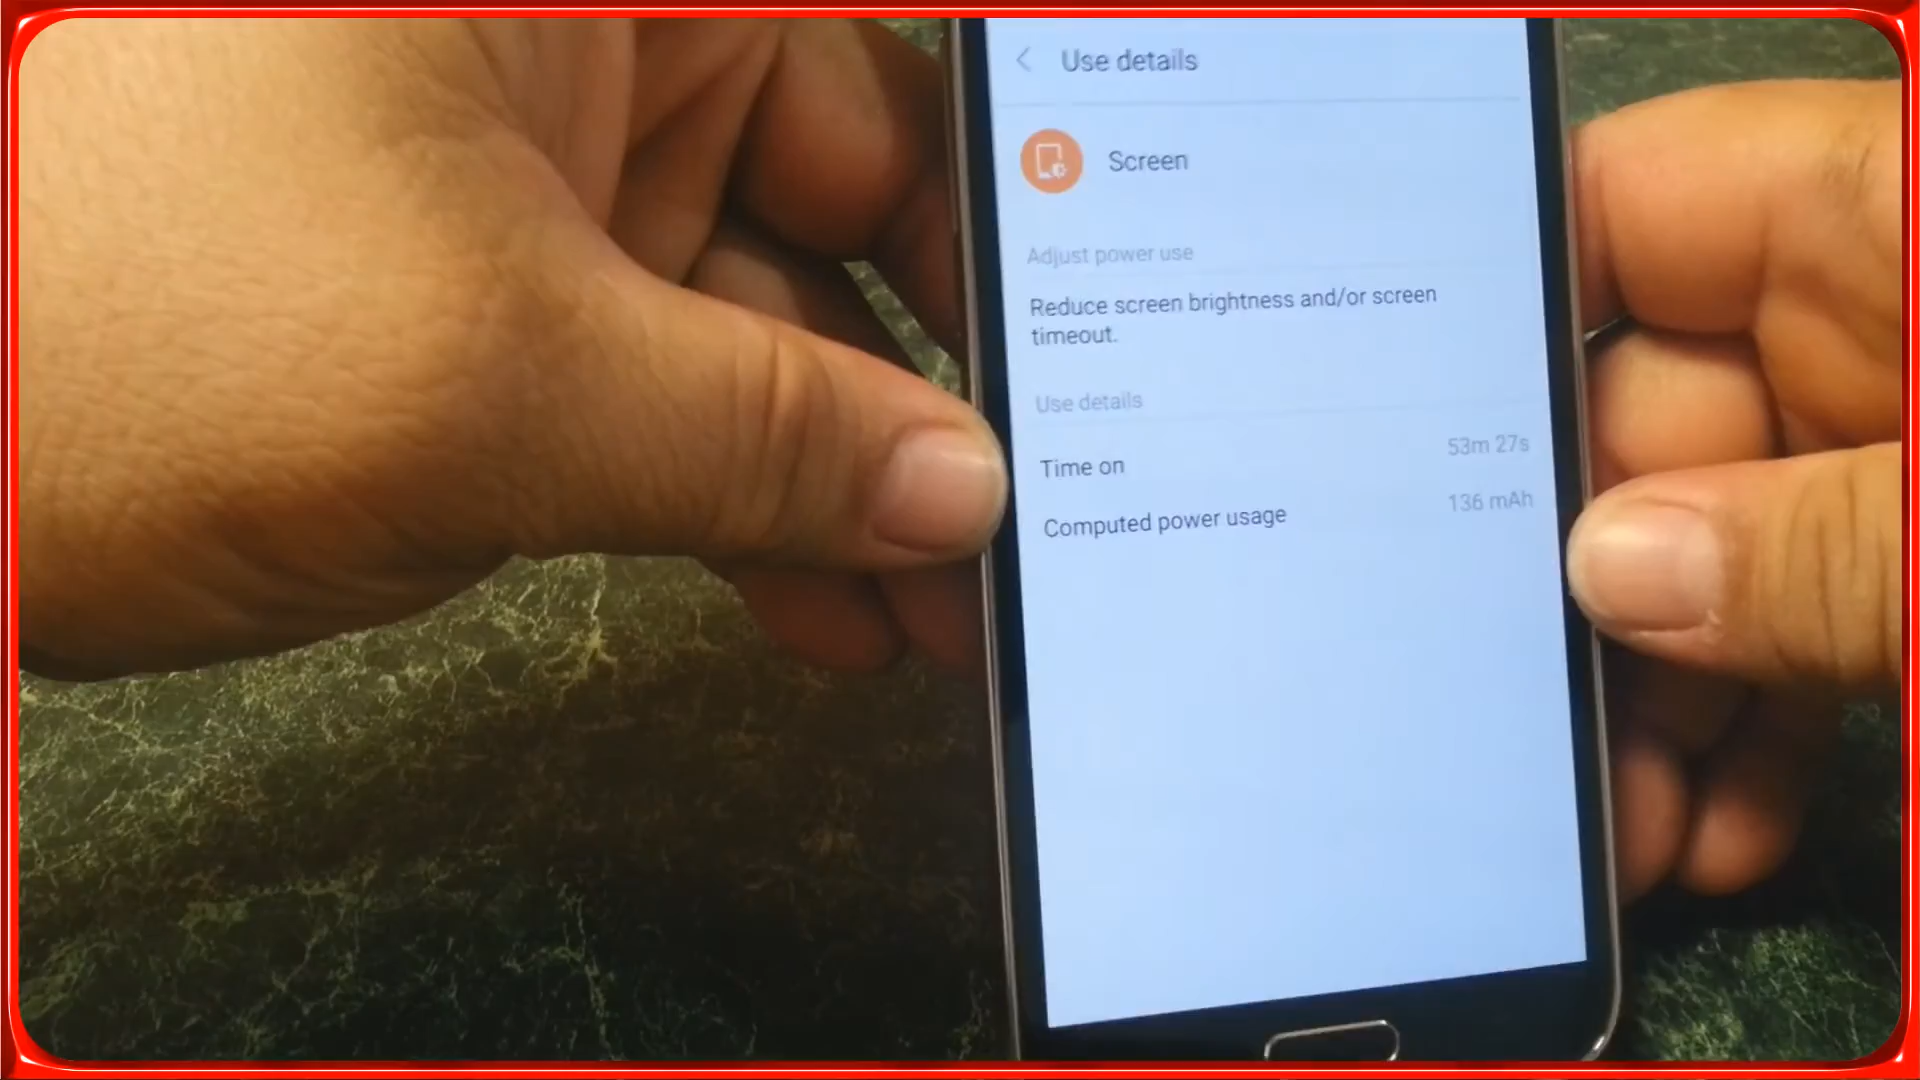 Use details
Screen
Adjust power use
Reduce screen brightness and/or screen
timeout.
Use details
Time on 53m 27s
Computed power usage 136 mAh